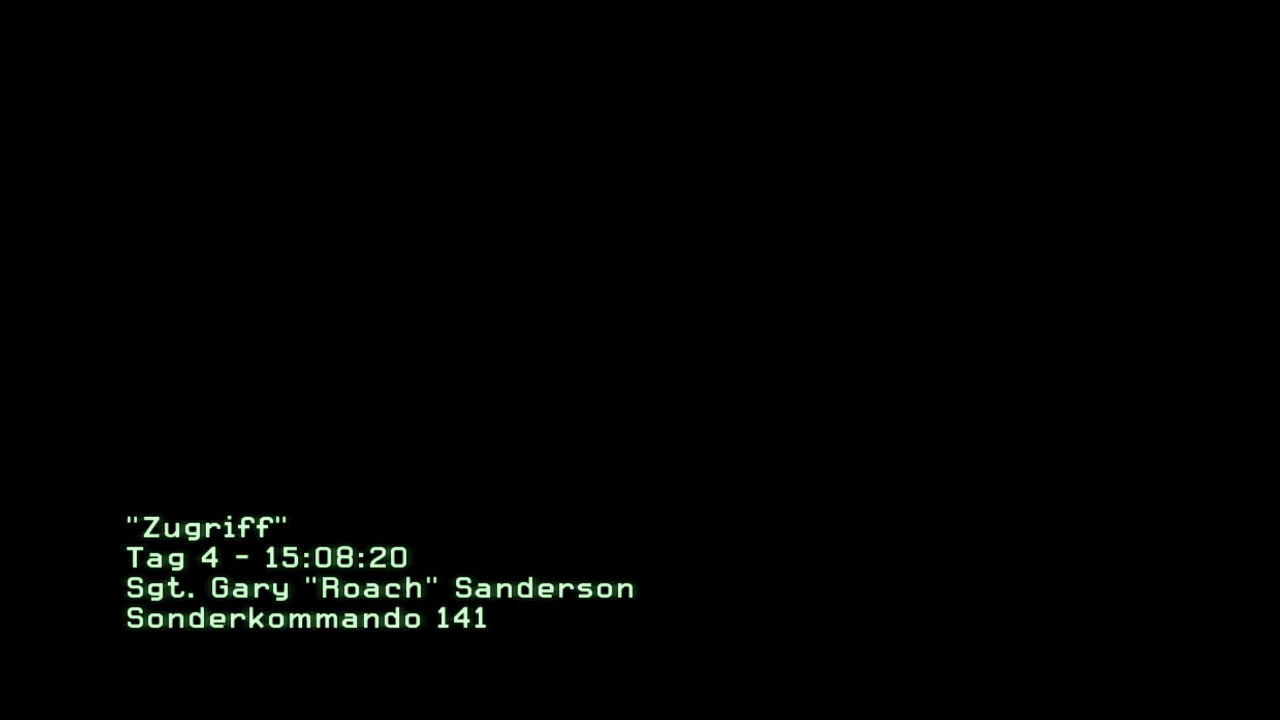 "Zugriff"
Tag 4 - 15:08:20
Sgt. Gary "Roach" Sanderson
Sonderkommando 141